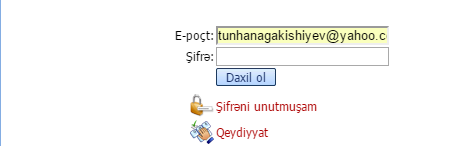 E-poçt: tunhanagakishiyev@yahoo.c
Şifrə:
Daxil ol
Şifrəni unutmuşam
Qeydiyyat